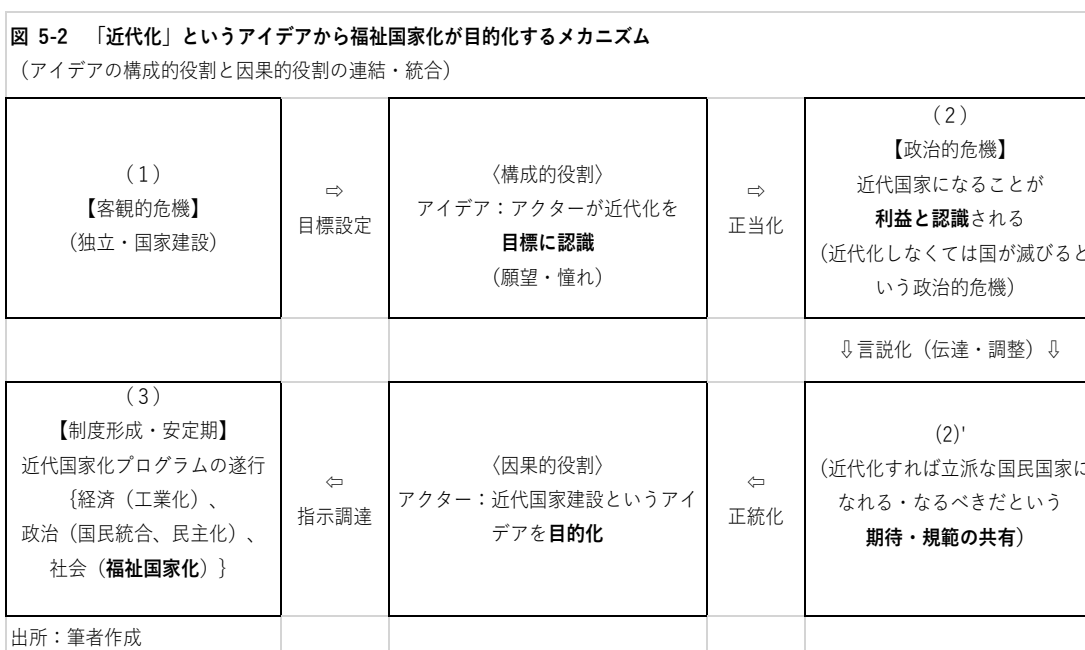 図 5-2　「近代化」というアイデアから福祉国家化が目的化するメカニズム
（アイデアの構成的役割と因果的役割の連結・統合）
（1）
【客観的危機】
（独立・国家建設）
⇨
目標設定
〈構成的役割〉
アイデア：アクターが近代化を
目標に認識
（願望・憧れ）
⇨
正当化
（2）
【政治的危機】
近代国家になることが
利益と認識される
（近代化しなくては国が滅びると
いう政治的危機）
⇩言説化（伝達・調整）⇩
（3）
【制度形成・安定期】
近代国家化プログラムの遂行
｛経済（工業化）、
政治（国民統合、民主化）、
社会（福祉国家化）｝
⇦
指示調達
〈因果的役割〉
アクター：近代国家建設というアイ
デアを目的化
⇦
正統化
(2)'
（近代化すれば立派な国民国家に
なれる・なるべきだという
期待・規範の共有）
出所：筆者作成